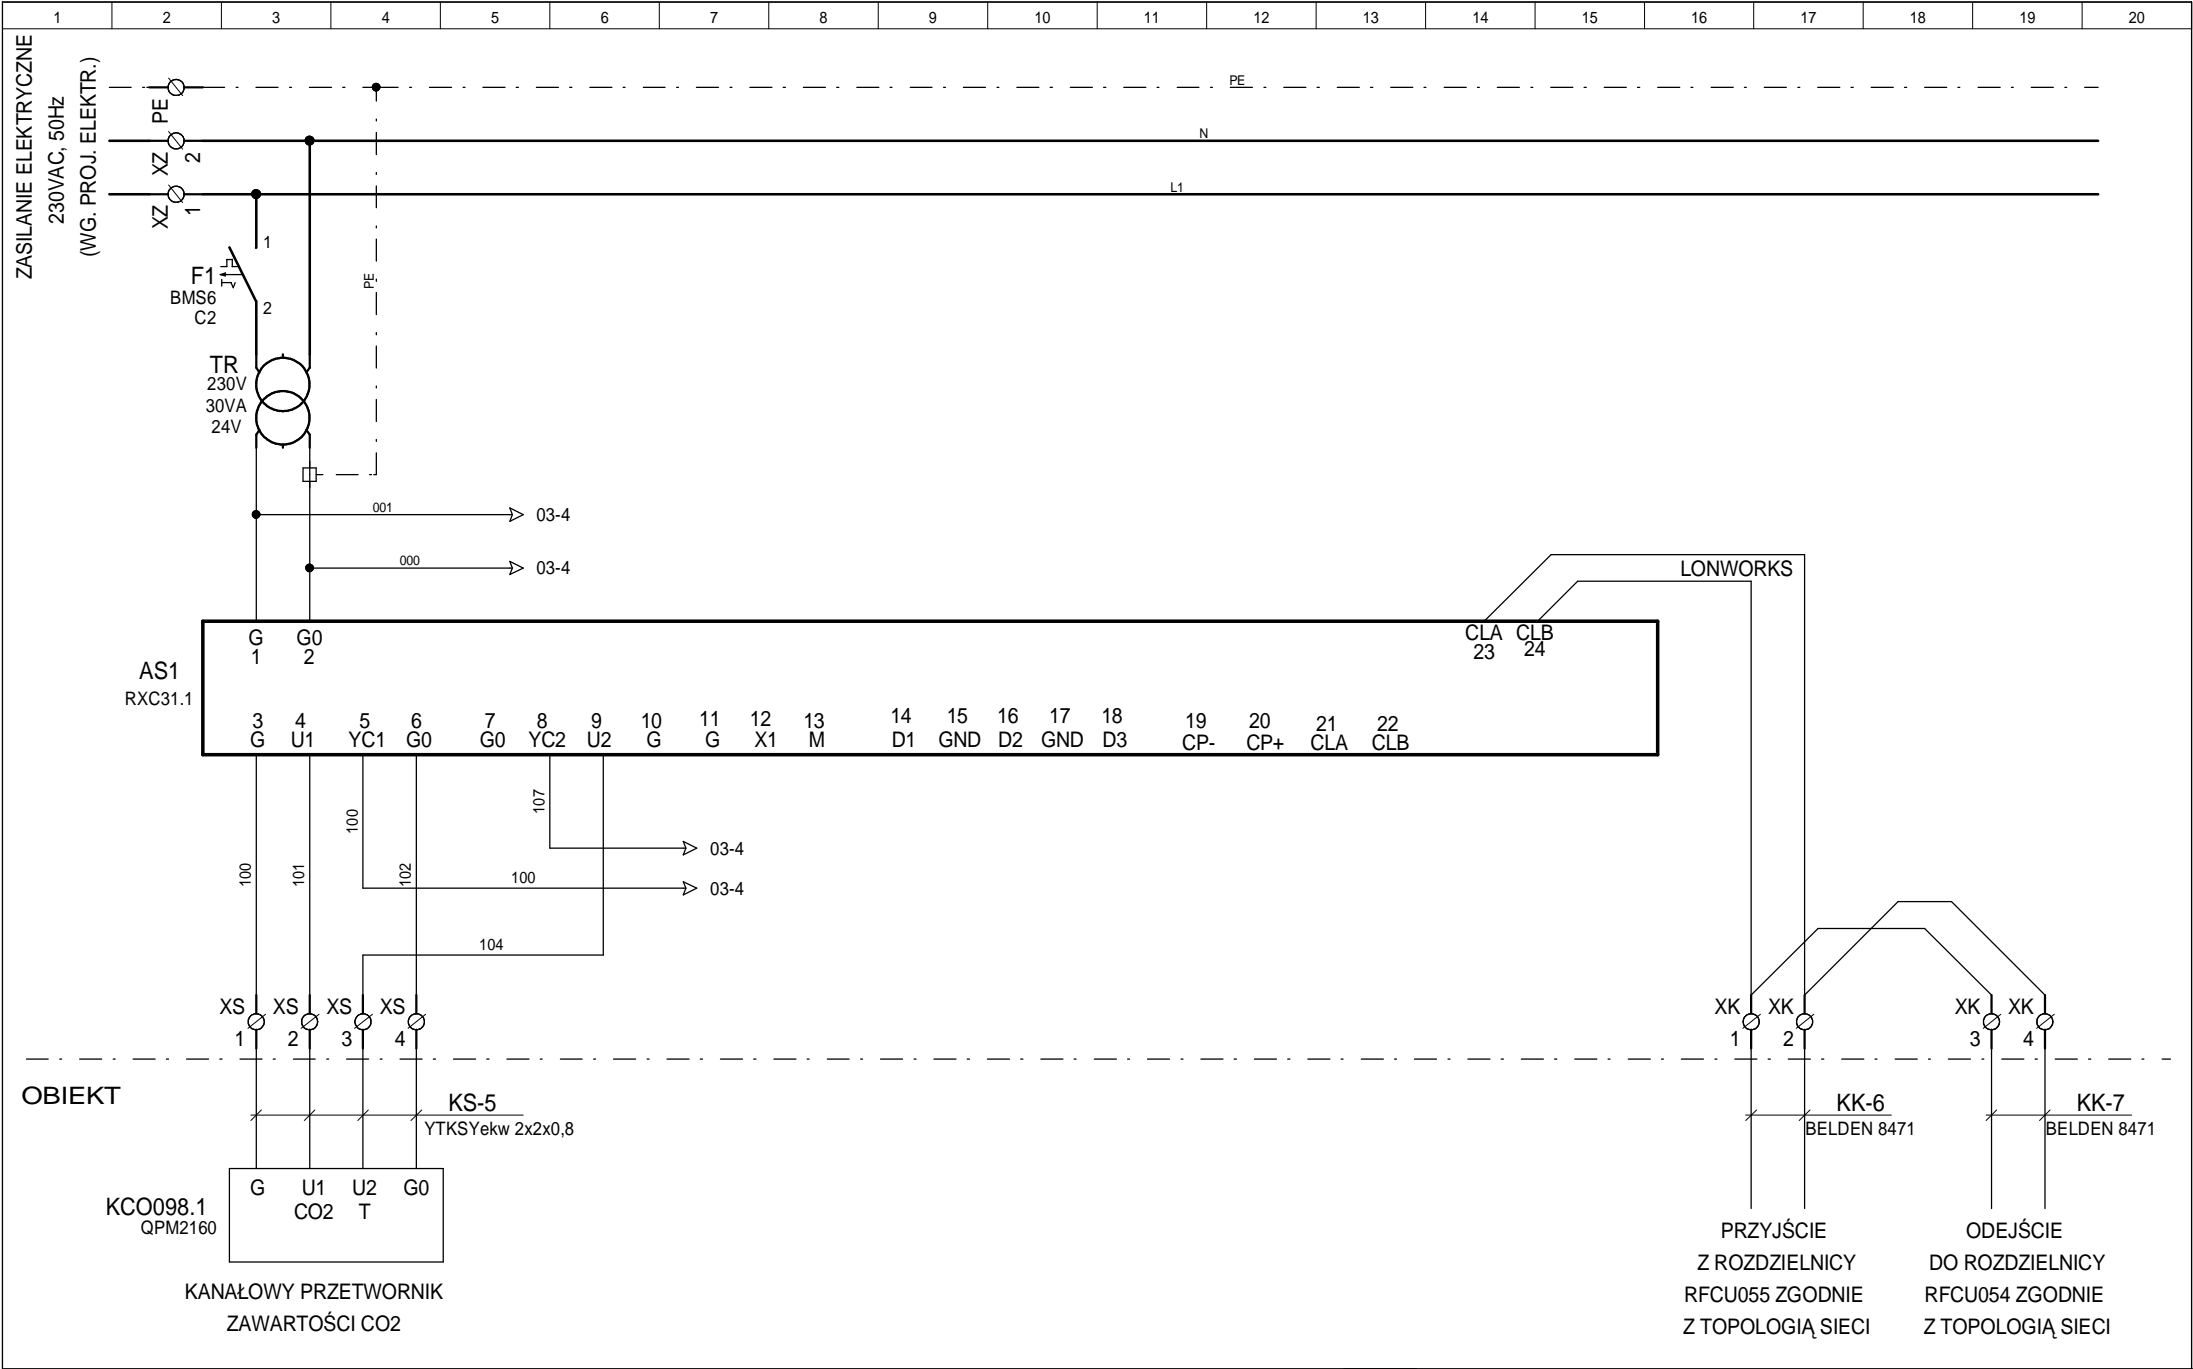 1 2 3 4 5 6 7 8 9 10 11 12 13 14 15 16 17 18 19 20
ZASILANIE ELEKTRYCZNE
230VAC, 50Hz
(WG. PROJ. ELEKTR.)
PE
PE
XZ 2
N
XZ 1
L1
1
F1
BMS6
C2
2
PE
TR
230V
30VA
24V
001 03-4
000 03-4
LONWORKS
AS1
RXC31.1
G G0 CLA CLB
1 2 23 24
3 4 5 6 7 8 9 10 11 12 13 14 15 16 17 18 19 20 21 22
G U1 YC1 G0 G0 YC2 U2 G G X1 M D1 GND D2 GND D3 CP- CP+ CLA CLB
107
100
03-4
100 101 102
100 03-4
104
XS XS XS XS XK XK XK XK
1 2 3 4 1 2 3 4
OBIEKT
KS-5
YTKSYekw 2x2x0,8
KK-6
BELDEN 8471
KK-7
BELDEN 8471
G U1 U2 G0
CO2 T
KCO098.1
QPM2160
KANAŁOWY PRZETWORNIK
ZAWARTOŚCI CO2
PRZYJŚCIE
Z ROZDZIELNICY
RFCU055 ZGODNIE
Z TOPOLOGIĄ SIECI
ODEJŚCIE
DO ROZDZIELNICY
RFCU054 ZGODNIE
Z TOPOLOGIĄ SIECI